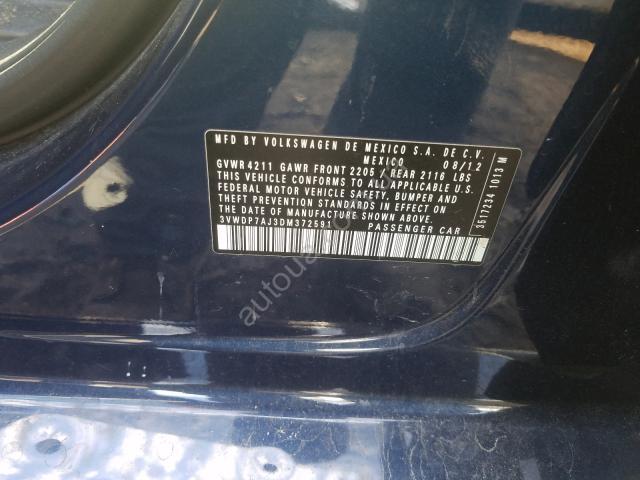 MFD BY VOLKSWAGEN DE MEXICO S.A. DE C.V.
MEXICO 08/12
GVWR 4211 GAWR FRONT 2205 / REAR 2116 LBS
THIS VEHICLE CONFORMS TO ALL APPLICABLE U.S.
FEDERAL MOTOR VEHICLE SAFETY, BUMPER AND
THEFT PREVENTION STANDARDS IN EFFECT ON
THE DATE OF MANUFACTURE SHOWN ABOVE.
3VWDP7AJ3DM372591 PASSENGER CAR
3517234 1013 M